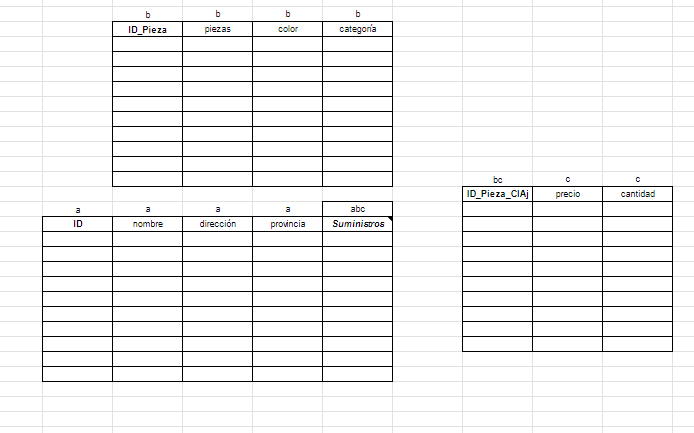 b b b b
ID_Pieza piezas color categoría
bc c c
ID_Pieza_CIAj precio cantidad
a a a a abc
ID nombre dirección provincia Suministros